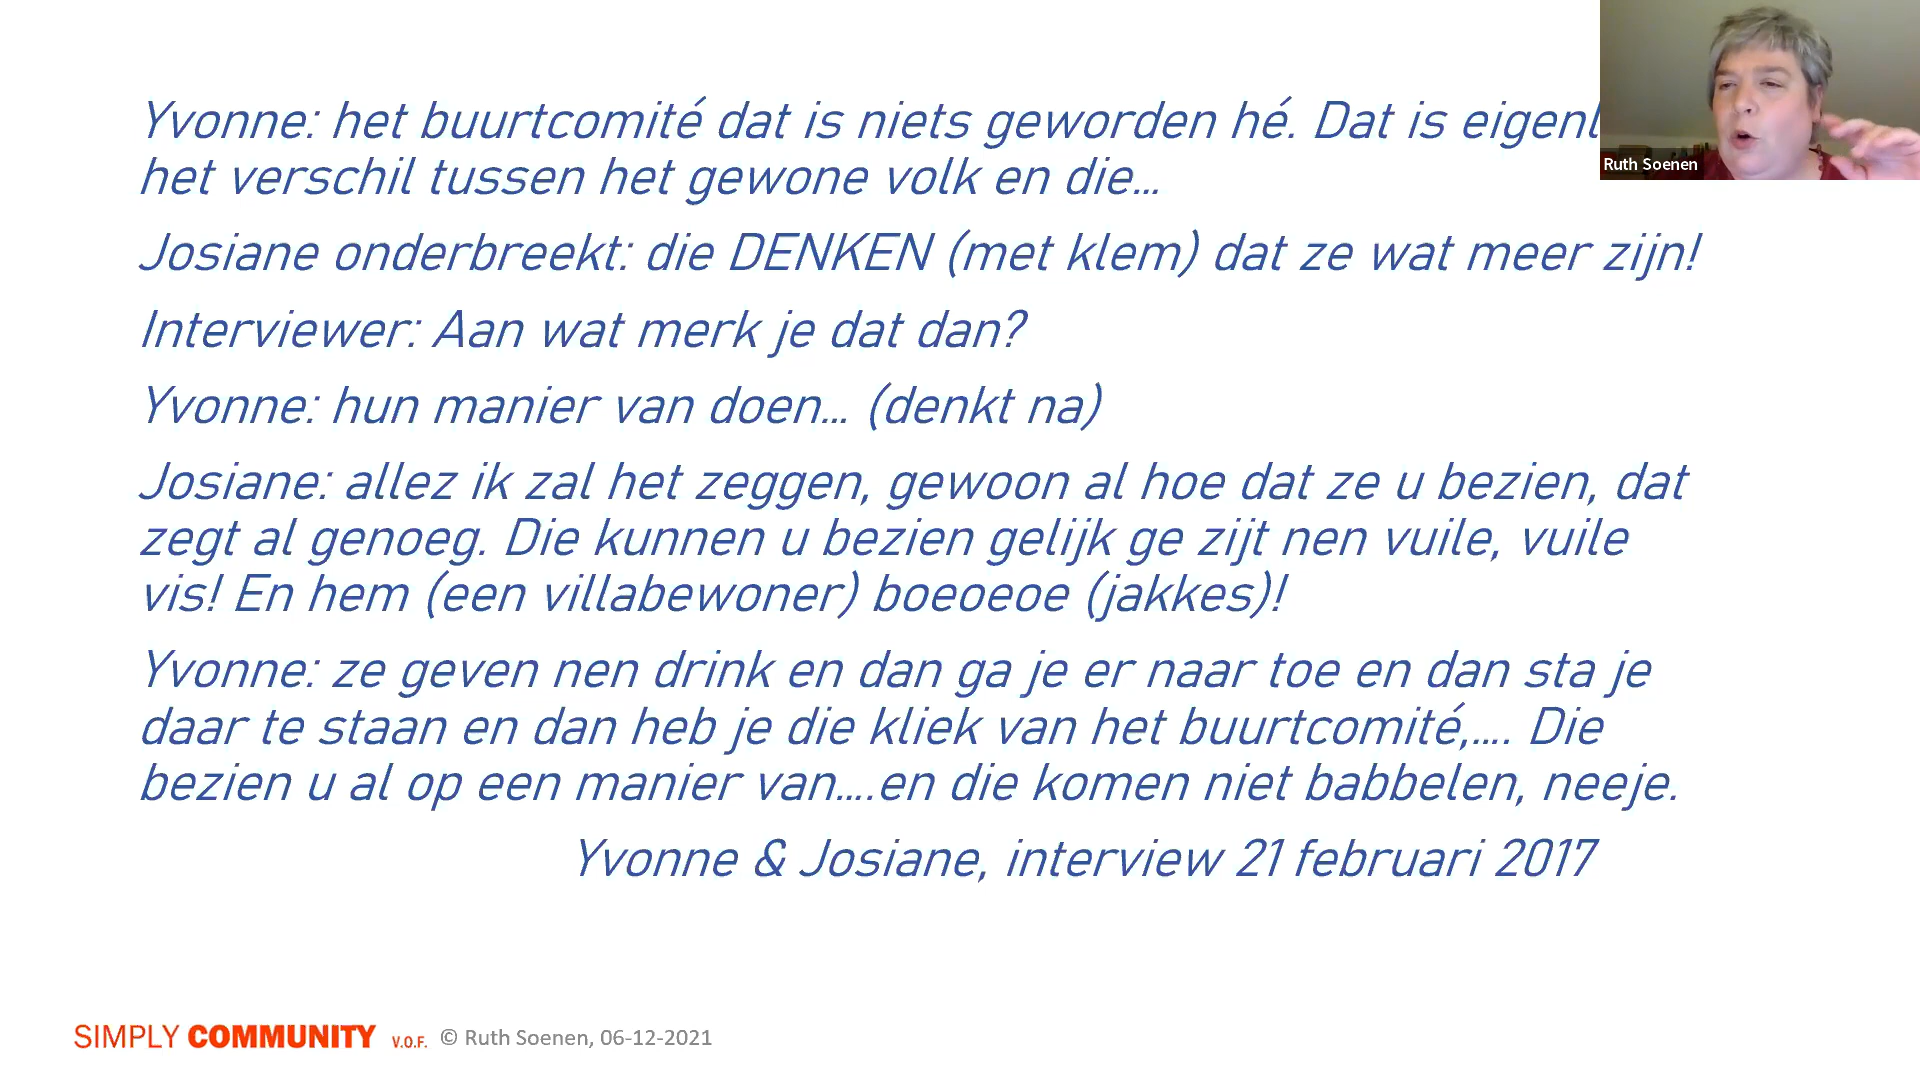 Yvonne: het buurtcomité dat is niets geworden hé. Dat is
het verschil tussen het gewone volk en die…
Josiane onderbreekt: die DENKEN (met klem) dat ze wat meer zijn!
Interviewer: Aan wat merk je dat dan?
Yvonne: hun manier van doen… (denkt na)
Josiane: allez ik zal het zeggen, gewoon al hoe dat ze u bezien, dat
zegt al genoeg. Die kunnen u bezien gelijk ge zijt nen vuile, vuile
vis! En hem (een villabewoner) boeoeoe (jakkes)!
Yvonne: ze geven nen drink en dan ga je er naar toe en dan sta je
daar te staan en dan heb je die kliek van het buurtcomité,…. Die
bezien u al op een manier van….en die komen niet babbelen, neeje.
Yvonne & Josiane, interview 21 februari 2017
Ruth Soenen
SIMPLY COMMUNITY V.O.F. © Ruth Soenen, 06-12-2021